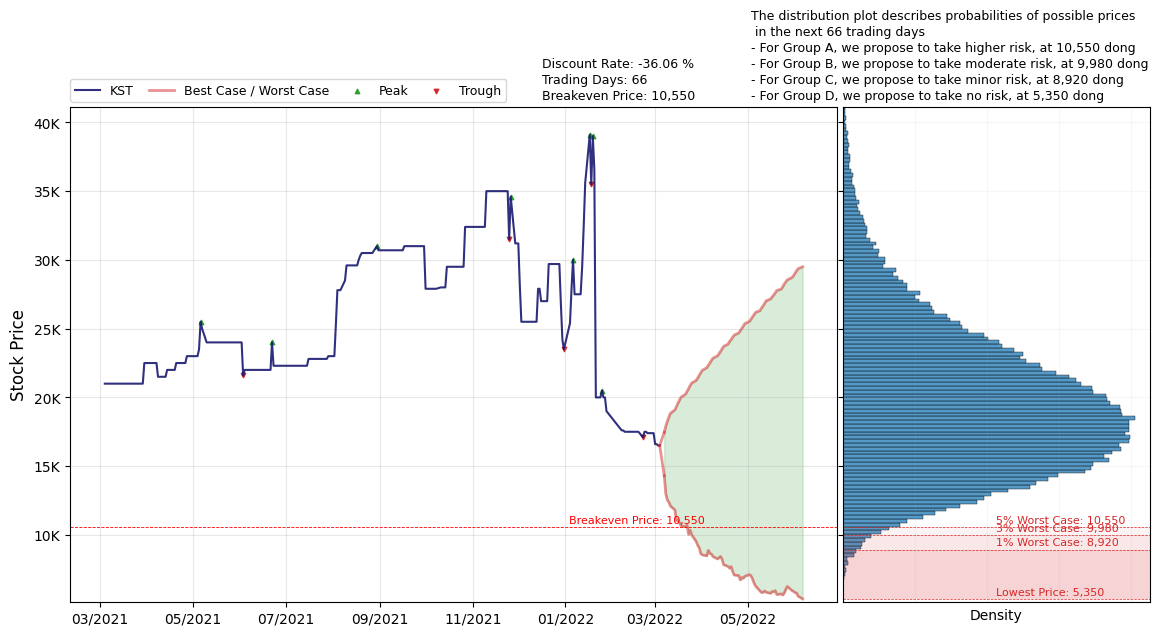 The distribution plot describes probabilities of possible prices
in the next 66 trading days
- For Group A, we propose to take higher risk, at 10,550 dong
- For Group B, we propose to take moderate risk, at 9,980 dong
- For Group C, we propose to take minor risk, at 8,920 dong
- For Group D, we propose to take no risk, at 5,350 dong
Discount Rate: -36.06 %
Trading Days: 66
Breakeven Price: 10,550
KST
Best Case / Worst Case
Peak
Trough
Stock Price
40K
35K
30K
25K
20K
15K
10K
Breakeven Price: 10,550
03/2021
05/2021
07/2021
09/2021
11/2021
01/2022
03/2022
05/2022
5% Worst Case: 10,550
3% Worst Case: 9,980
1% Worst Case: 8,920
Lowest Price: 5,350
Density